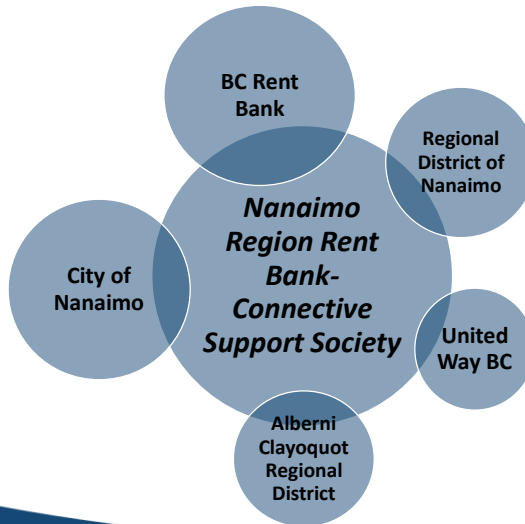 BC Rent
Bank
Regional
District of
Nanaimo
Nanaimo
Region Rent
Bank-
Connective
Support Society
City of
Nanaimo
United
Way BC
Alberni
Clayoquot
Regional
District